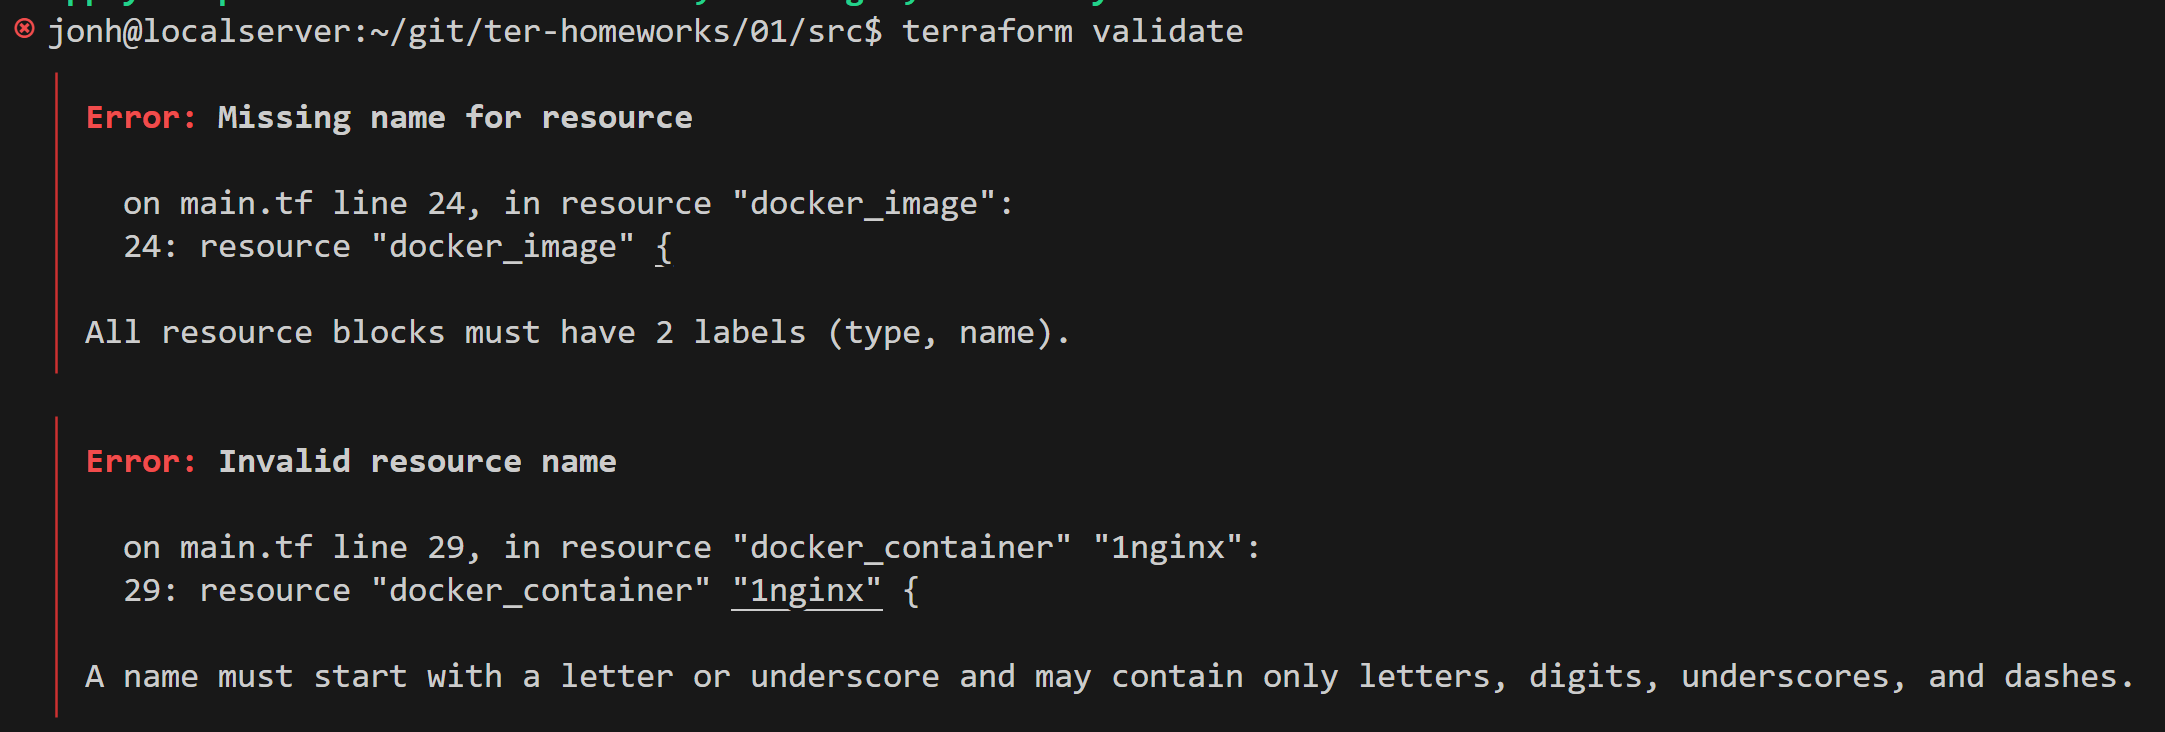 jonh@localserver:~/git/ter-homeworks/01/src$ terraform validate
Error: Missing name for resource
on main.tf line 24, in resource "docker_image":
24: resource "docker_image" {
All resource blocks must have 2 labels (type, name).
Error: Invalid resource name
on main.tf line 29, in resource "docker_container" "1nginx":
29: resource "docker_container" "1nginx" {
A name must start with a letter or underscore and may contain only letters, digits, underscores, and dashes.